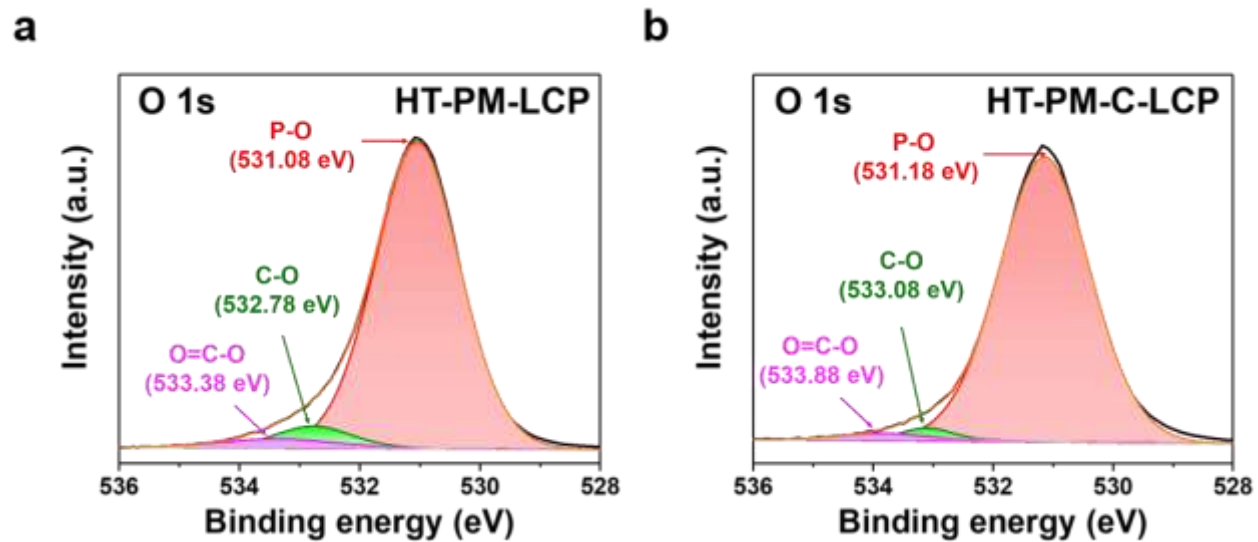 a
O 1s
HT-PM-LCP
P-O
(531.08 eV)
C-O
(532.78 eV)
O=C-O
(533.38 eV)
Intensity (a.u.)
536 534 532 530 528
Binding energy (eV)
b
O 1s
HT-PM-C-LCP
P-O
(531.18 eV)
C-O
(533.08 eV)
O=C-O
(533.88 eV)
Intensity (a.u.)
536 534 532 530 528
Binding energy (eV)